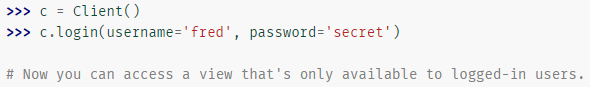 >>> c = Client()
>>> c.login(username='fred', password='secret')
# Now you can access a view that's only available to logged-in users.